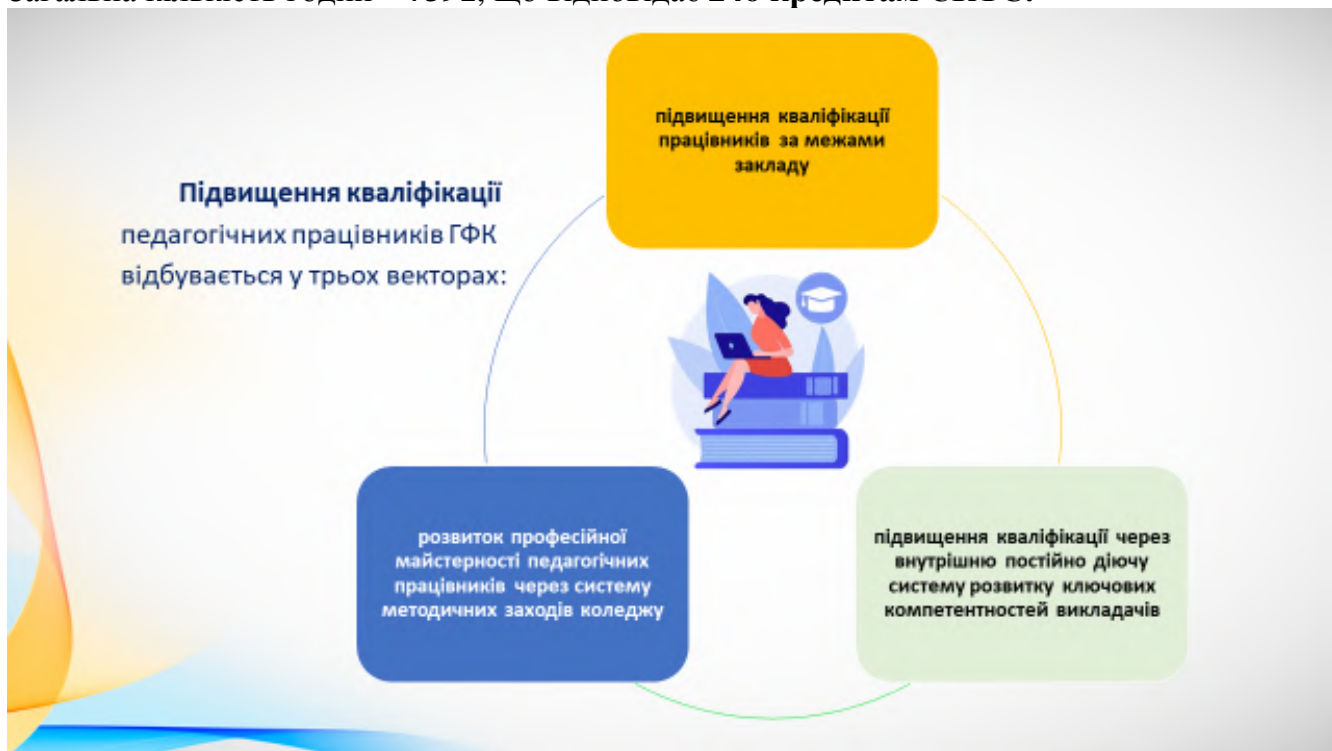 підвищення кваліфікації
працівників за межами
закладу
Підвищення кваліфікації
педагогічних працівників ГФК
відбувається у трьох векторах:
розвиток професійної
майстерності педагогічних
працівників через систему
методичних заходів коледжу
підвищення кваліфікації через
внутрішню постійно діючу
систему розвитку ключових
компетентностей викладачів